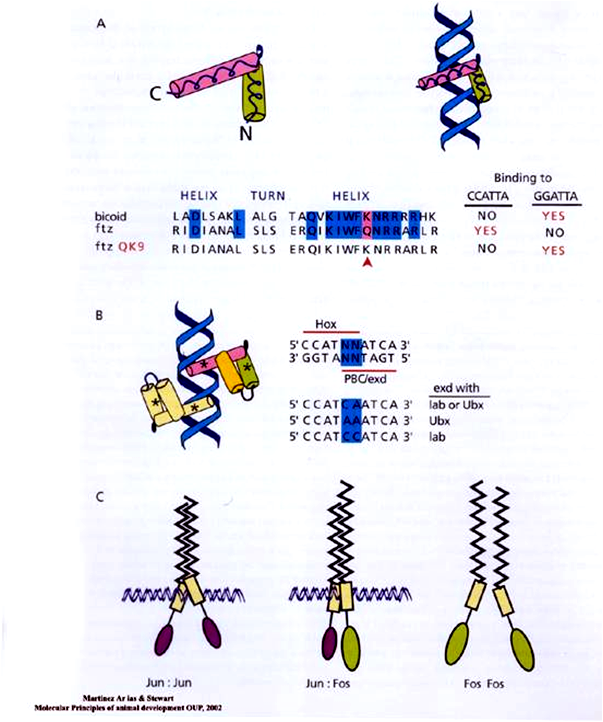 A
C
N
Binding to
HELIX TURN HELIX CCATTA GGATTA
bicoid LADLSAKL ALG TAQVKIWFKNRRRRHK NO YES
ftz RIDIANAL SLS ERQIKIWFQNRRARLR YES NO
ftz QK9 RIDIANAL SLS ERQIKIWFKNRRARLR NO YES
B
Hox
5' CCATNNATCA 3'
3' GGTANNTAGT 5'
PBC/exd
exd with
5' CCATCAATCA 3' lab or Ubx
5' CCATAAATCA 3' Ubx
5' CCATCCATCA 3' lab
*
*
*
*
C
Jun : Jun Jun : Fos Fos Fos
Martinez Arias & Stewart
Molecular Principles of animal development OUP, 2002